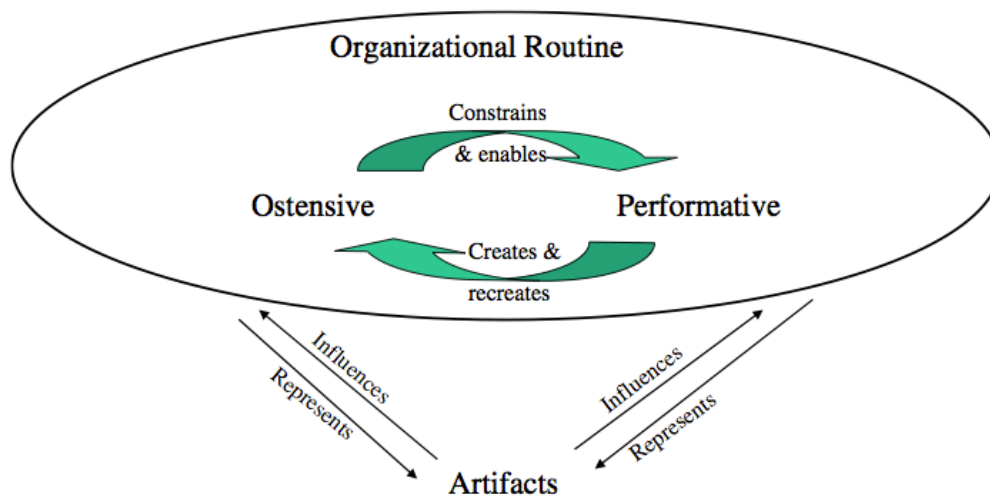 Organizational Routine
Constrains
& enables
Ostensive
Performative
Creates &
recreates
Influences
Represents
Influences
Represents
Artifacts